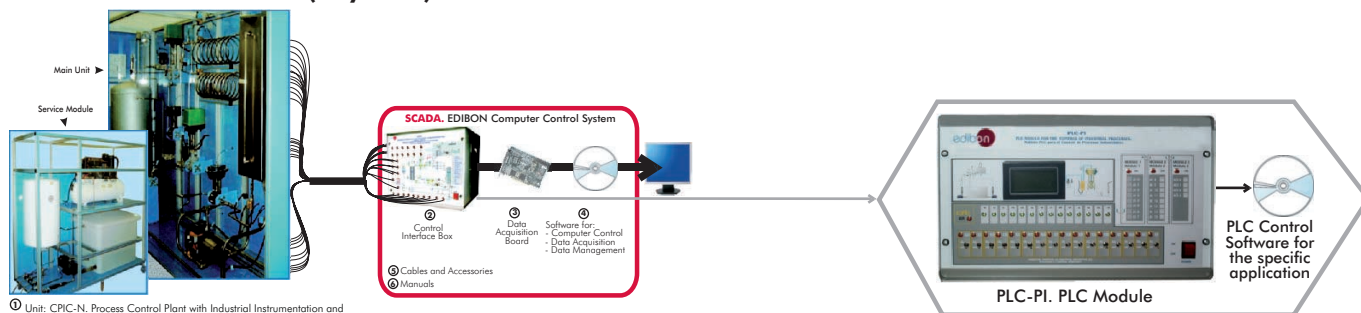 Main Unit
Service Module
SCADA. EDIBON Computer Control System
② Control
Interface Box
③ Data
Acquisition
Board
④ Software for:
- Computer Control
- Data Acquisition
- Data Management
⑤ Cables and Accessories
⑥ Manuals
① Unit: CPIC-N. Process Control Plant with Industrial Instrumentation and
edibon
PLC-PI
PLC-PI. PLC Module
PLC Control
Software for
the specific
application